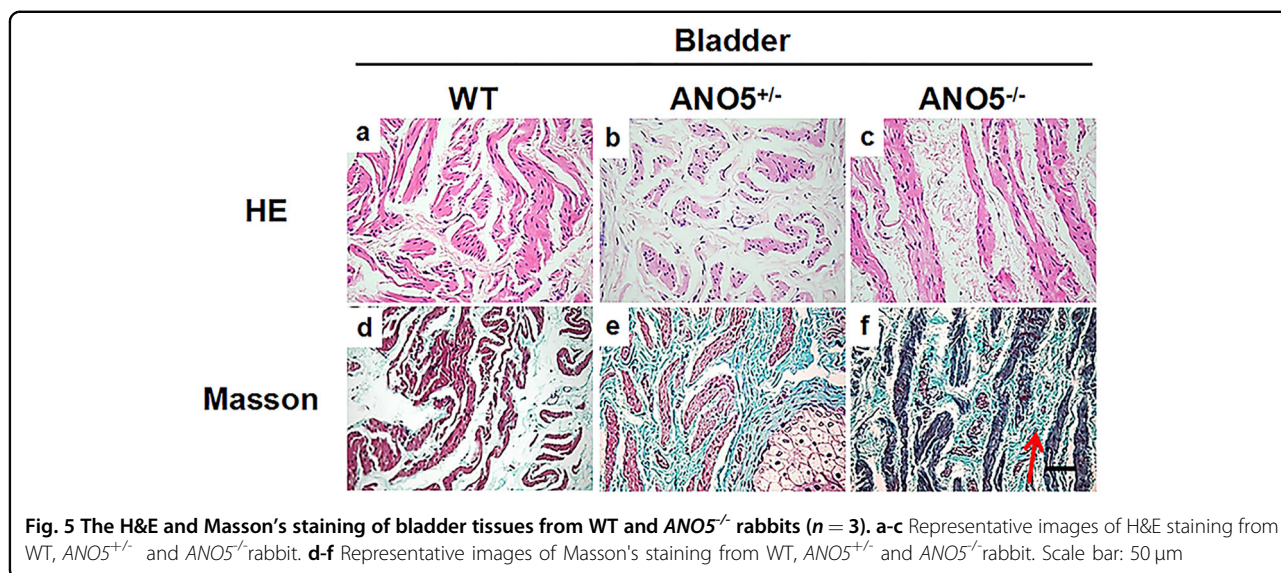 Bladder
WT ANO5+/- ANO5-/-
a b c
HE
d e f
Masson
Fig. 5 The H&E and Masson's staining of bladder tissues from WT and ANO5-/- rabbits (n = 3). a-c Representative images of H&E staining from
WT, ANO5+/- and ANO5-/-rabbit. d-f Representative images of Masson's staining from WT, ANO5+/- and ANO5-/-rabbit. Scale bar: 50 μm